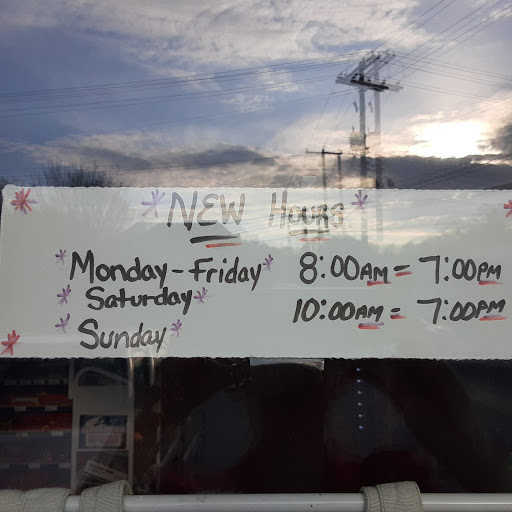 * NEW Hours *
*Monday-Friday* 8:00AM = 7:00PM
* Saturday* 10:00AM = 7:00PM
* Sunday*